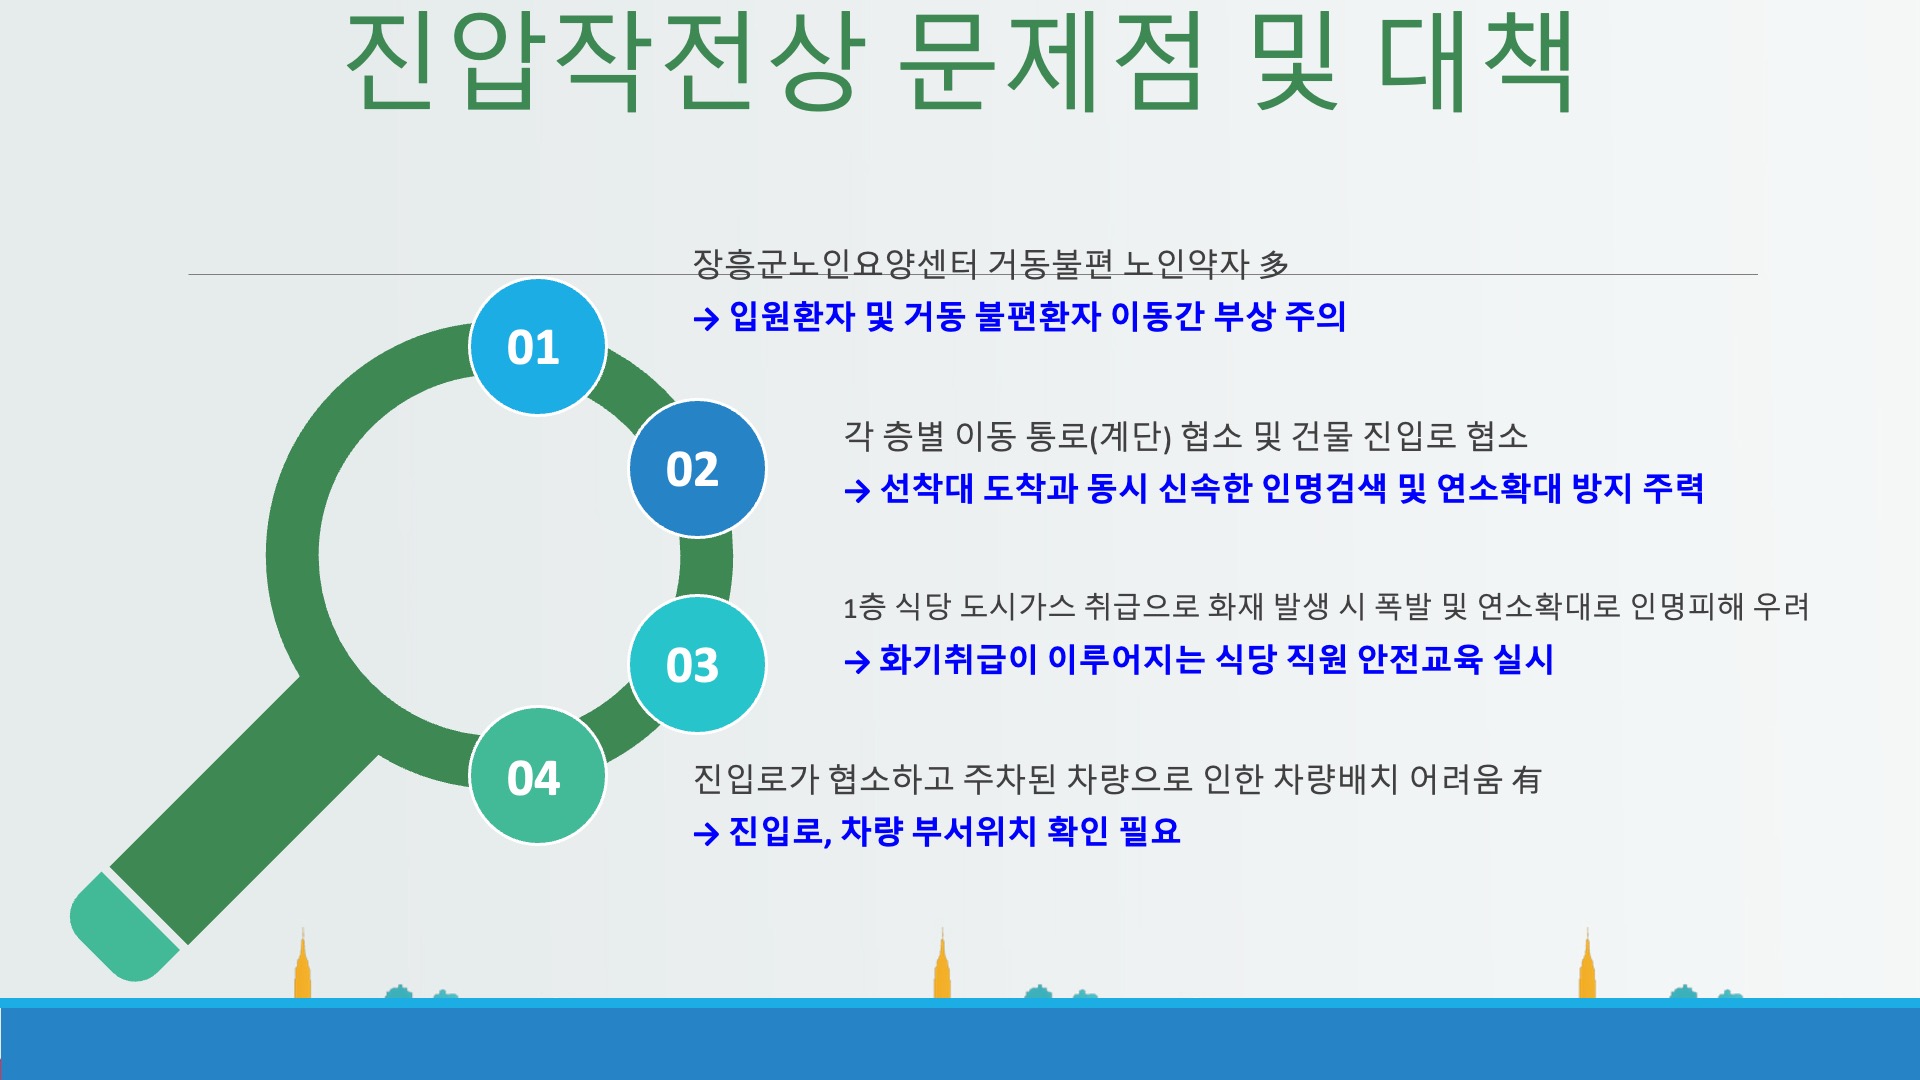 진압작전상 문제점 및 대책
장흥군노인요양센터 거동불편 노인약자 多
→ 입원환자 및 거동 불편환자 이동간 부상 주의
01
02
각 층별 이동 통로(계단) 협소 및 건물 진입로 협소
→ 선착대 도착과 동시 신속한 인명검색 및 연소확대 방지 주력
03
1층 식당 도시가스 취급으로 화재 발생 시 폭발 및 연소확대로 인명피해 우려
→ 화기취급이 이루어지는 식당 직원 안전교육 실시
04
진입로가 협소하고 주차된 차량으로 인한 차량배치 어려움 有
→ 진입로, 차량 부서위치 확인 필요